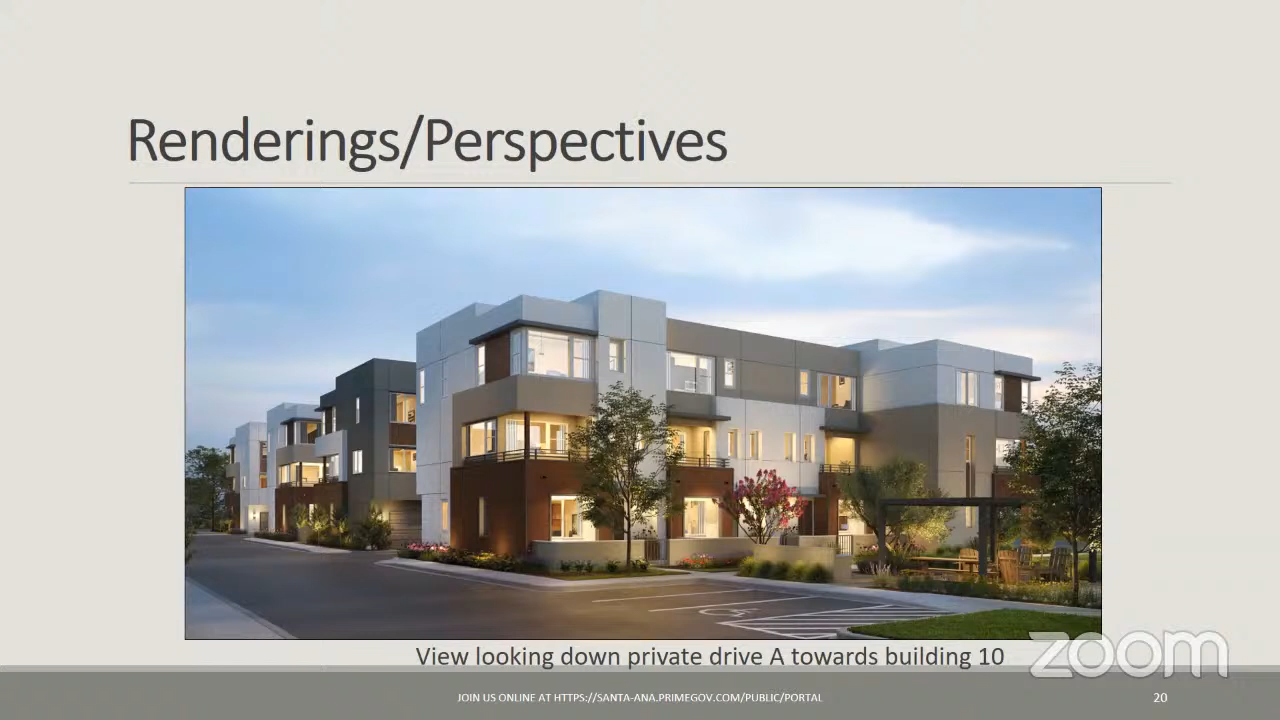 Renderings/Perspectives
View looking down private drive A towards building 10
zoom
JOIN US ONLINE AT HTTPS://SANTA-ANA.PRIMEGOV.COM/PUBLIC/PORTAL
20